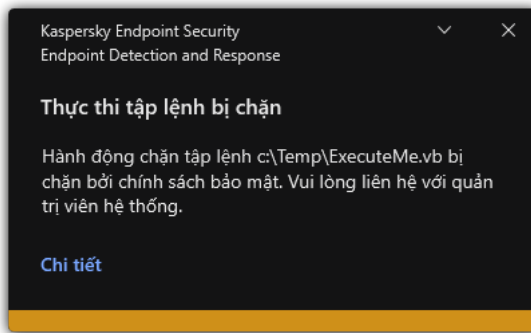 Kaspersky Endpoint Security
Endpoint Detection and Response
Thực thi tập lệnh bị chặn
Hành động chặn tập lệnh c:\Temp\ExecuteMe.vb bị
chặn bởi chính sách bảo mật. Vui lòng liên hệ với quản
trị viên hệ thống.
Chi tiết